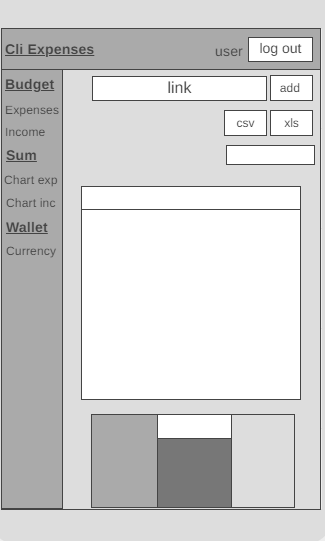 Cli Expenses
user
log out
Budget
link
add
Expenses
csv
xls
Income
Sum
Chart exp
Chart inc
Wallet
Currency